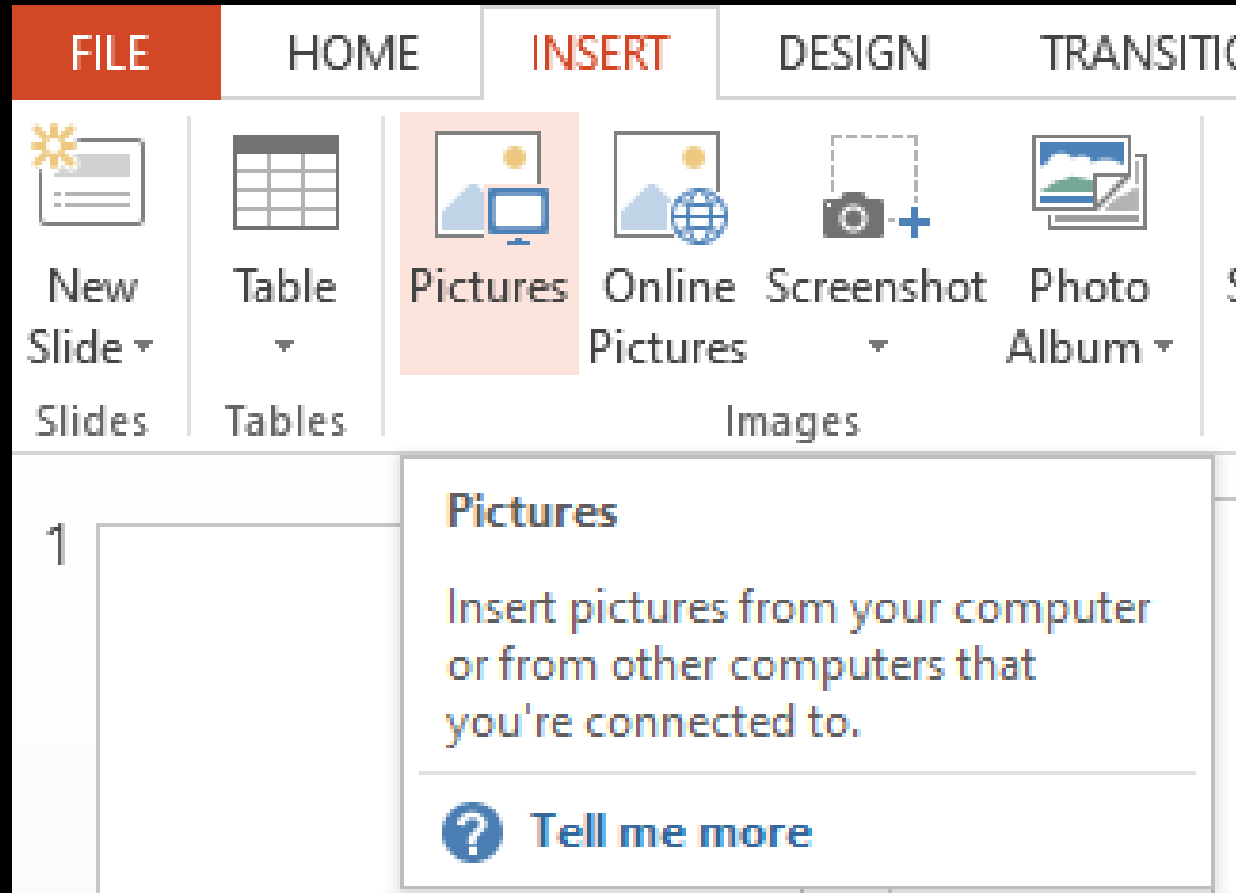 FILE HOME INSERT DESIGN
New Table Pictures Online Screenshot Photo
Slide Pictures Album
Slides Tables Images
1
Pictures
Insert pictures from your computer
or from other computers that
you're connected to.
? Tell me more